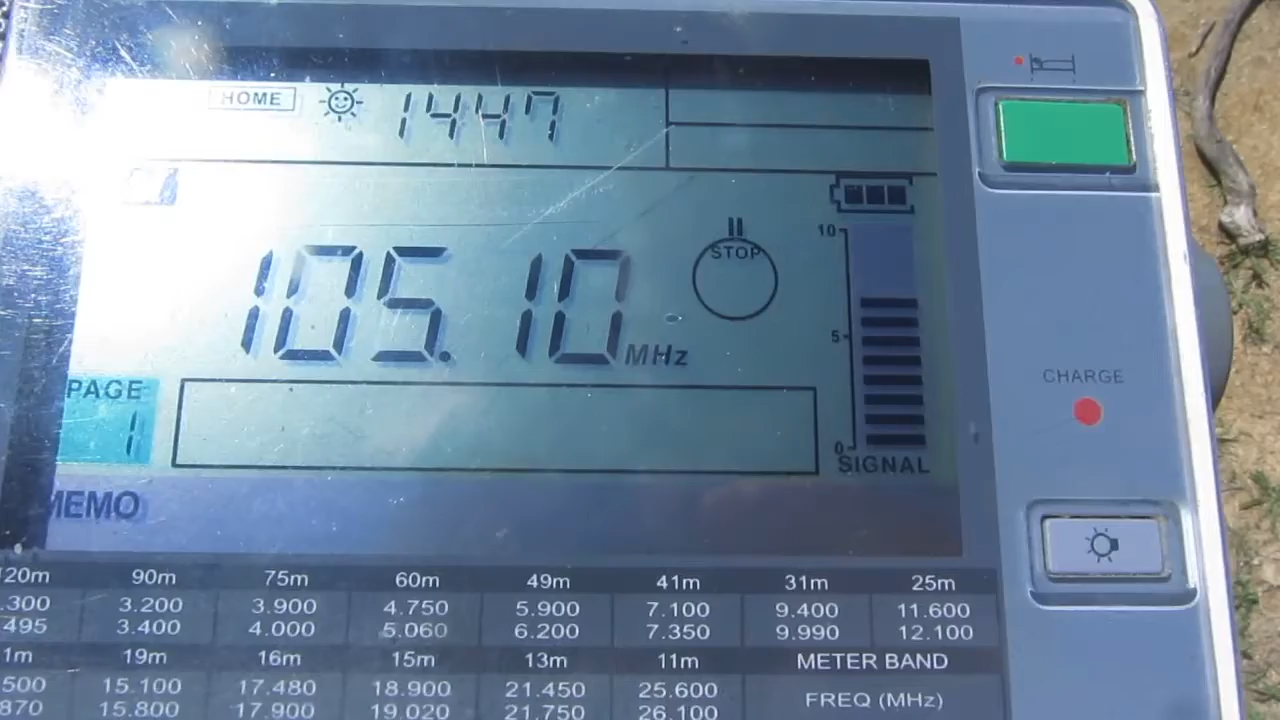 HOME 1447
10
STOP
105.10 MHz
5
PAGE
1
0
SIGNAL
CHARGE
MEMO
120m 90m 75m 60m 49m 41m 31m 25m
.300 3.200 3.900 4.750 5.900 7.100 9.400 11.600
495 3.400 4.000 5.060 6.200 7.350 9.990 12.100
1m 19m 16m 15m 13m 11m METER BAND
500 15.100 17.480 18.900 21.450 25.600 FREQ (MHz)
870 15.800 17.900 19.020 21.750 26.100